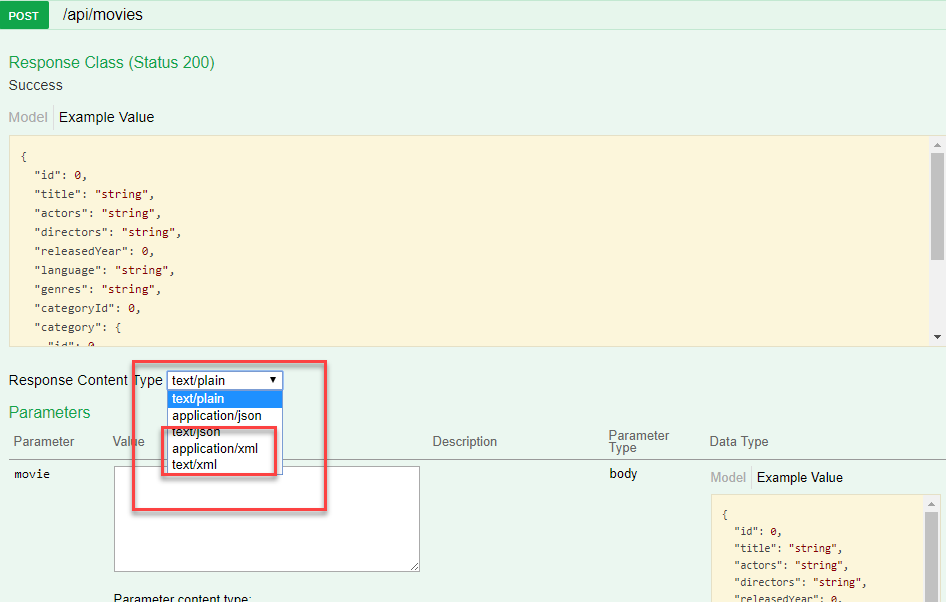 POST /api/movies
Response Class (Status 200)
Success
Model Example Value
{
"id": 0,
"title": "string",
"actors": "string",
"directors": "string",
"releasedYear": 0,
"language": "string",
"genres": "string",
"categoryId": 0,
"category": {
"id": 0
Response Content Type text/plain
text/plain
application/json
text/json
application/xml
text/xml
Parameters
Parameter Value Description Parameter Type Data Type
movie body Model Example Value
{
"id": 0,
"title": "string",
"actors": "string",
"directors": "string",
"releasedYear": 0,
Parameter content type: